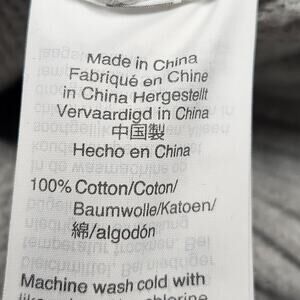 Made in China
Fabriqué en Chine
in China Hergestellt
Vervaardigd in China
中国製
Hecho en China
100% Cotton/Coton/
Baumwolle/Katoen/
綿/algodón
Machine wash cold with